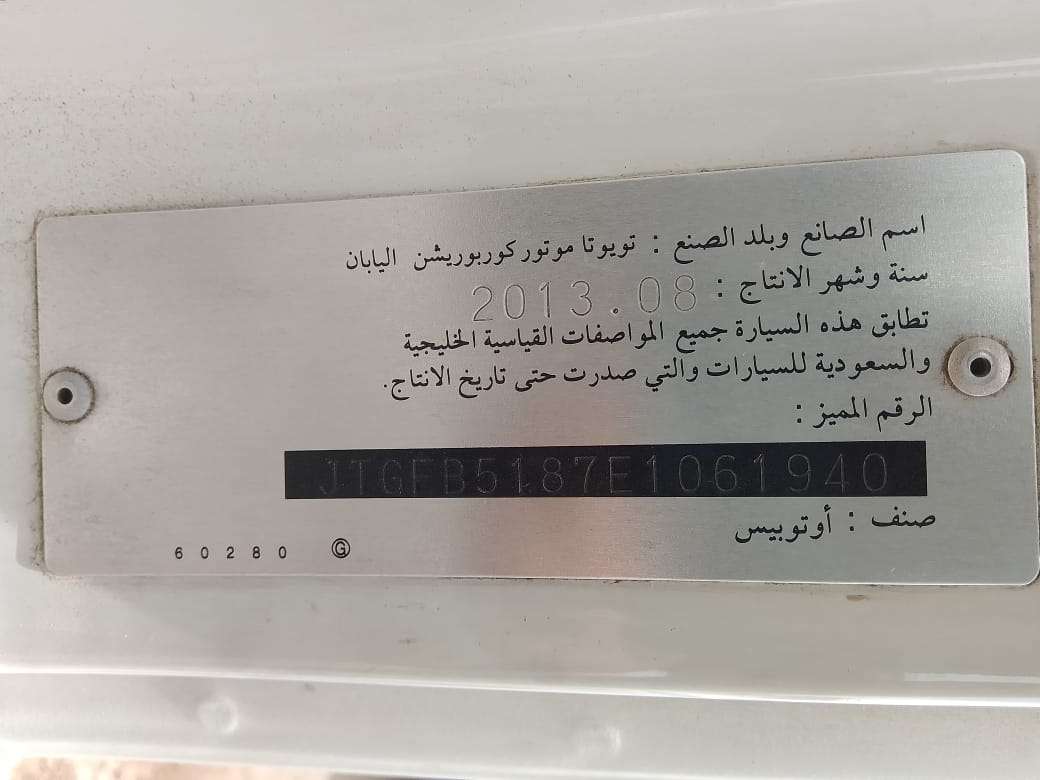 اسم الصانع وبلد الصنع : تويوتا موتور كوربوريشن اليابان
سنة وشهر الانتاج : 2013.08
تطابق هذه السيارة جميع المواصفات القياسية الخليجية
والسعودية للسيارات والتي صدرت حتى تاريخ الانتاج.
الرقم المميز :
JTGFB5187E1061940
صنف : أوتوبيس
60280 Ⓖ